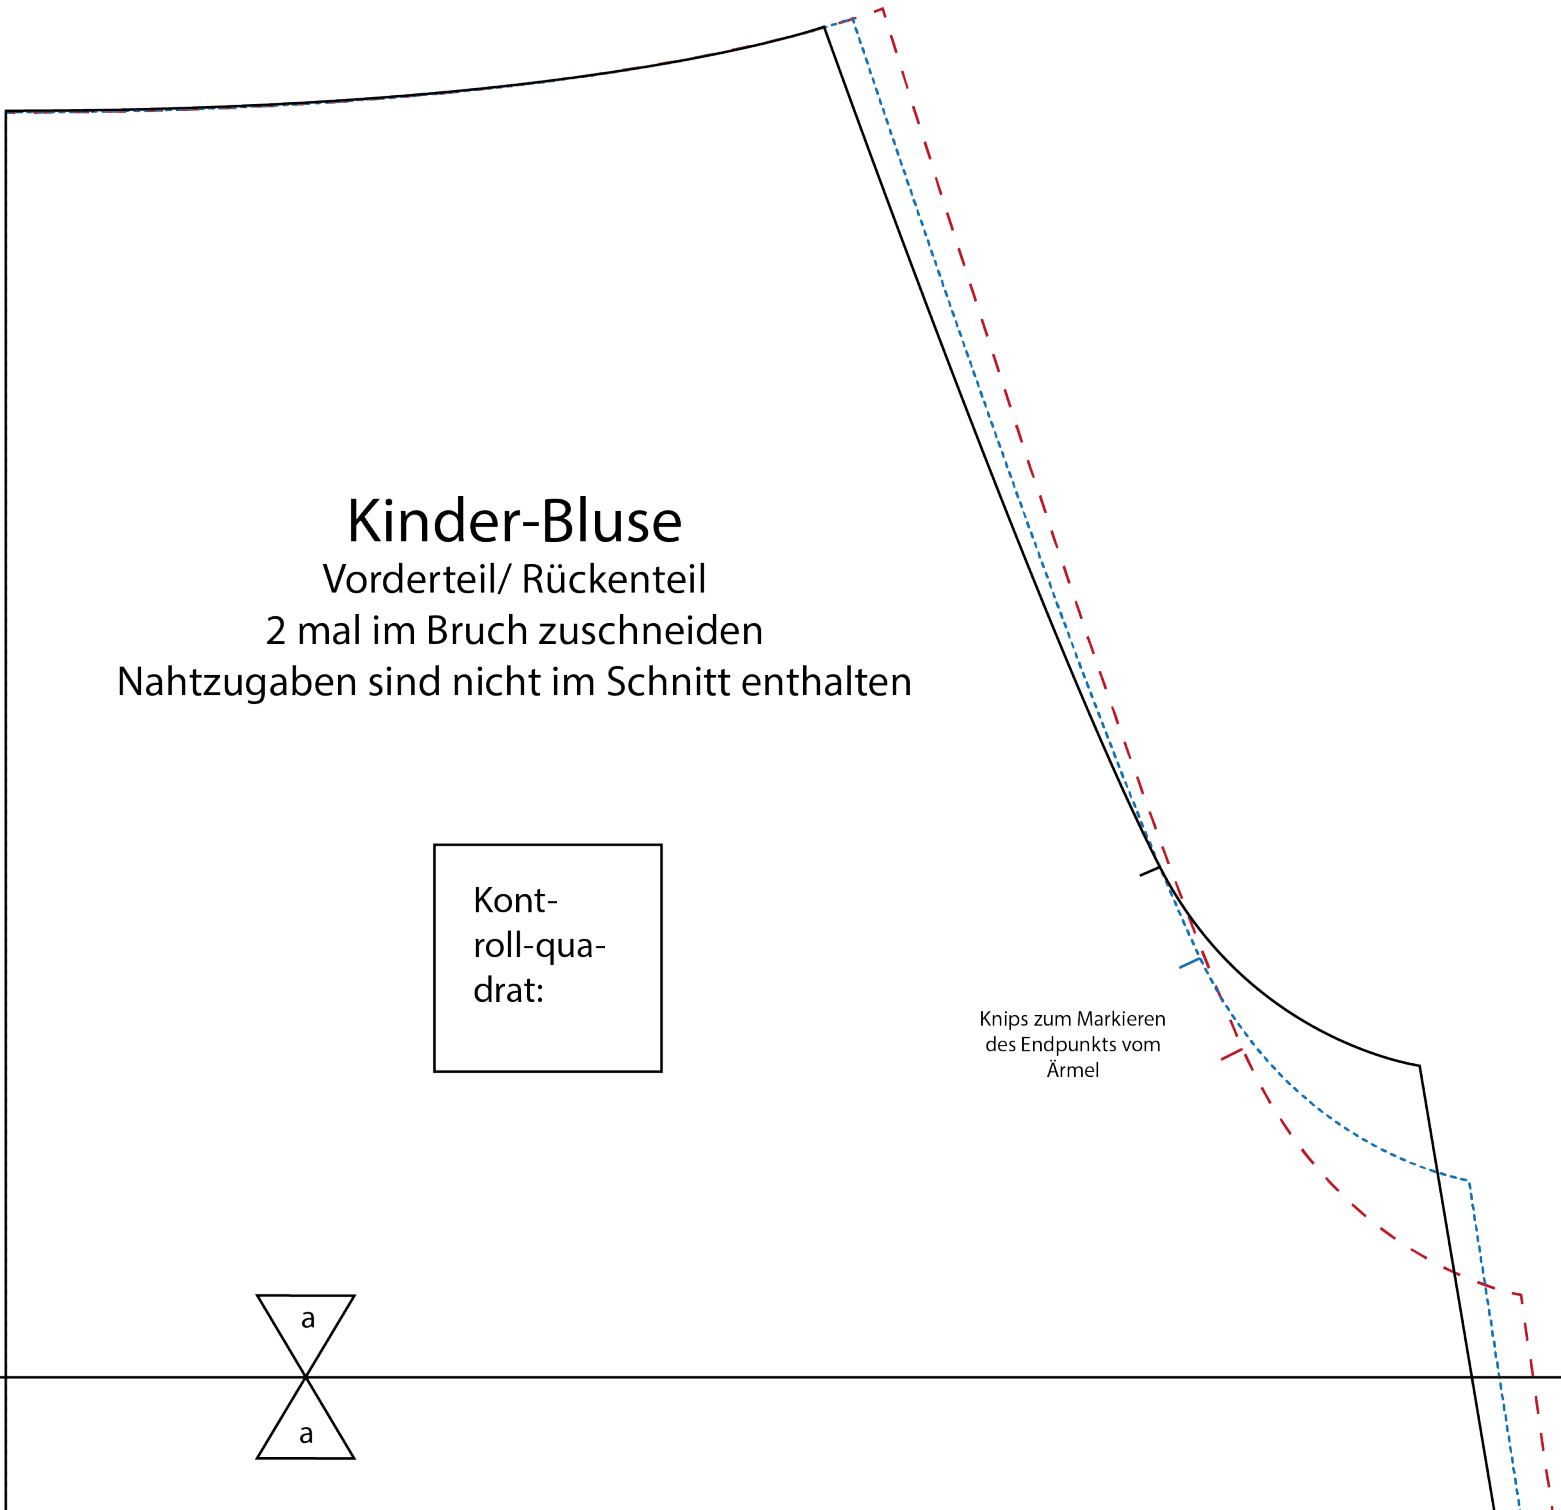 Kinder-Bluse
Vorderteil/ Rückenteil
2 mal im Bruch zuschneiden
Nahtzugaben sind nicht im Schnitt enthalten
Kont-
roll-qua-
drat:
Knips zum Markieren
des Endpunkts vom
Ärmel
a
a